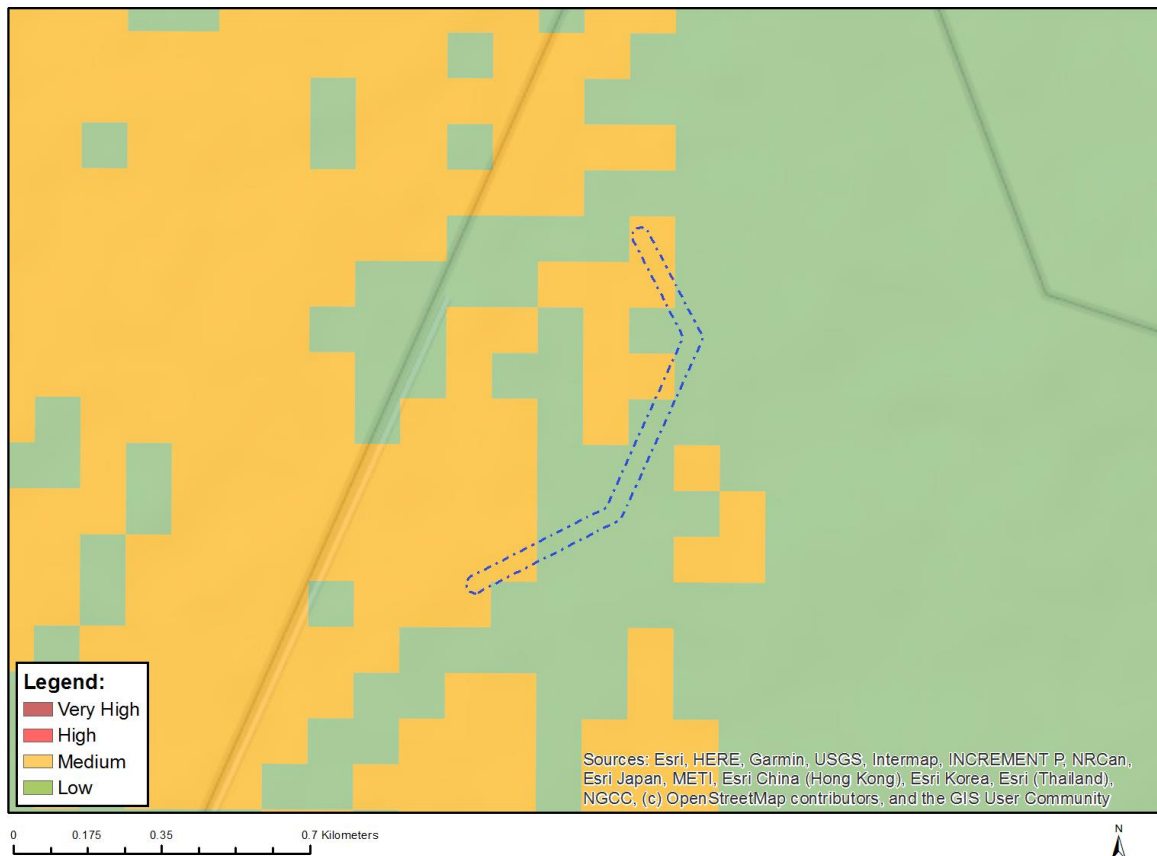 Legend:
Very High
High
Medium
Low
Sources: Esri, HERE, Garmin, USGS, Intermap, INCREMENT P, NRCan,
Esri Japan, METI, Esri China (Hong Kong), Esri Korea, Esri (Thailand),
NGCC, (c) OpenStreetMap contributors, and the GIS User Community
0 0.175 0.35 0.7 Kilometers
N